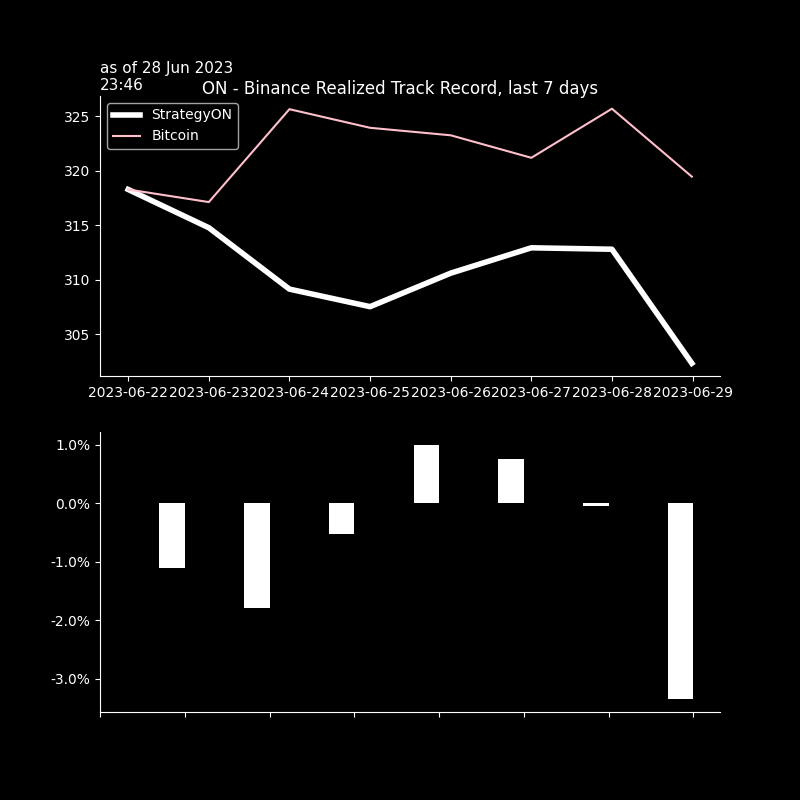 as of 28 Jun 2023
23:46
ON - Binance Realized Track Record, last 7 days
StrategyON
Bitcoin
325
320
315
310
305
2023-06-22 2023-06-23 2023-06-24 2023-06-25 2023-06-26 2023-06-27 2023-06-28 2023-06-29
1.0%
0.0%
-1.0%
-2.0%
-3.0%